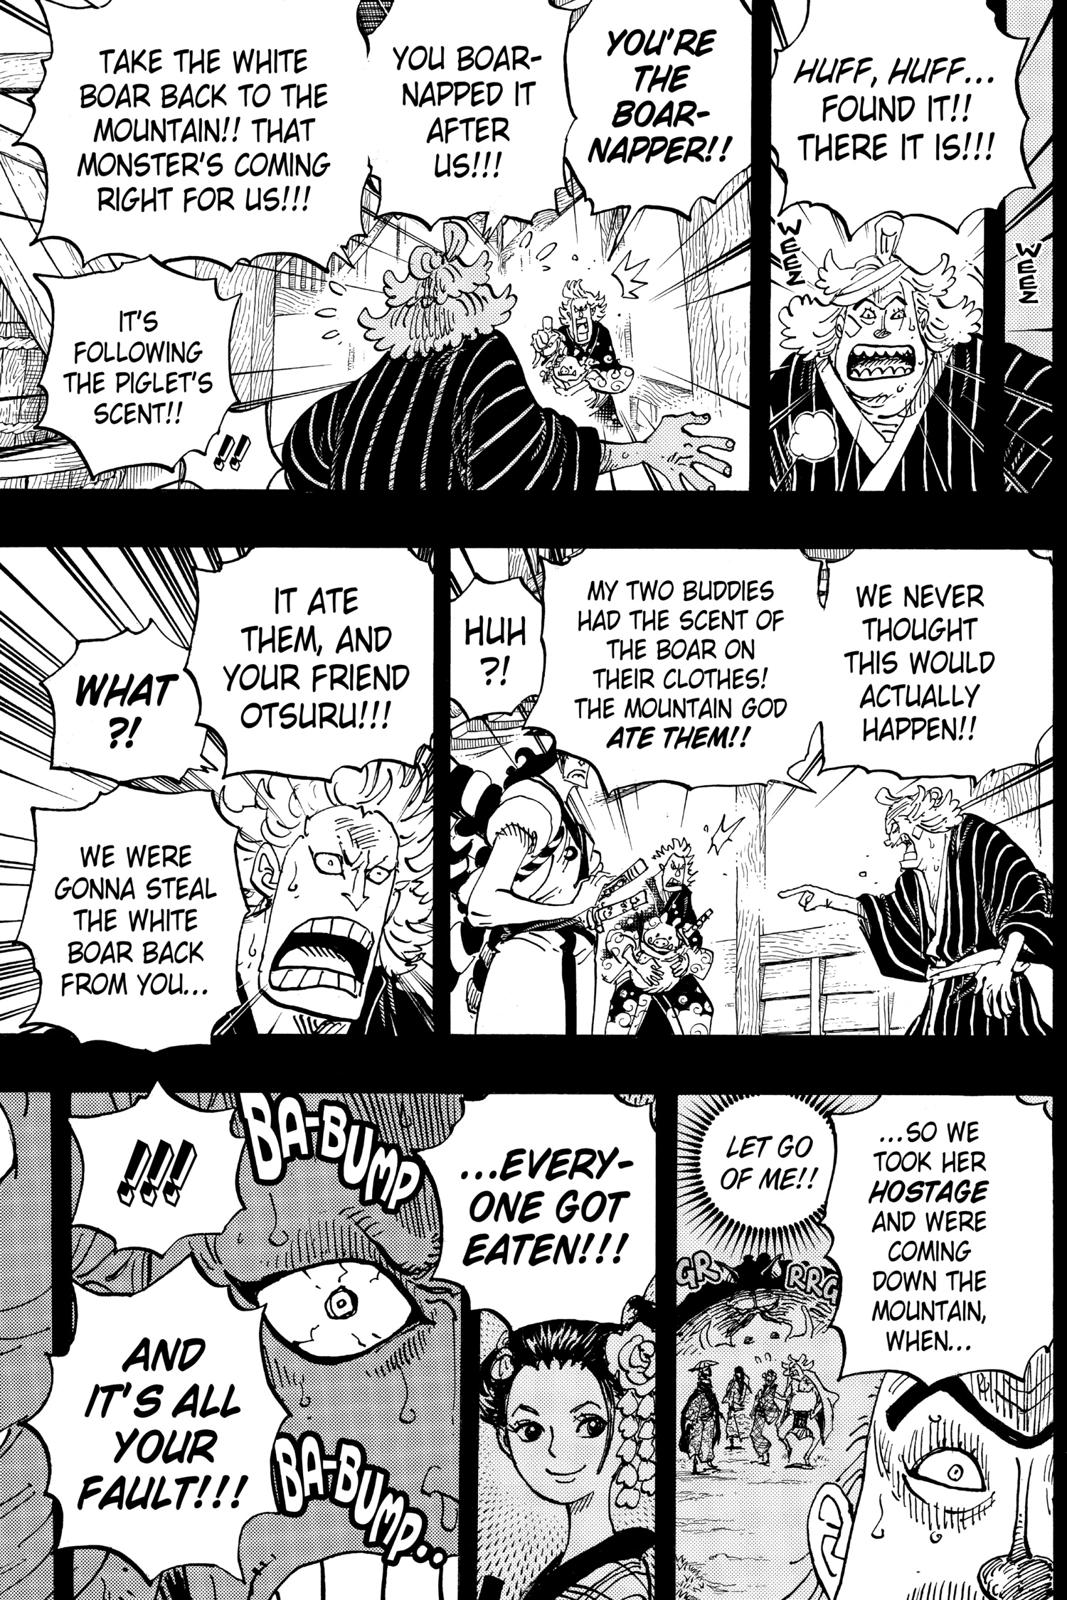 HUFF, HUFF...
FOUND IT!!
THERE IT IS!!!
WEEZ
WEEZ
YOU'RE
THE
BOAR-
NAPPER!!
YOU BOAR-
NAPPED IT
AFTER
US!!!
TAKE THE WHITE
BOAR BACK TO THE
MOUNTAIN!! THAT
MONSTER'S COMING
RIGHT FOR US!!!
IT'S
FOLLOWING
THE PIGLET'S
SCENT!!
!!
WE NEVER
THOUGHT
THIS WOULD
ACTUALLY
HAPPEN!!
MY TWO BUDDIES
HAD THE SCENT OF
THE BOAR ON
THEIR CLOTHES!
THE MOUNTAIN GOD
ATE THEM!!
HUH
?!
IT ATE
THEM, AND
YOUR FRIEND
OTSURU!!!
WHAT
?!
WE WERE
GONNA STEAL
THE WHITE
BOAR BACK
FROM YOU...
...SO WE
TOOK HER
HOSTAGE
AND WERE
COMING
DOWN THE
MOUNTAIN,
WHEN...
LET GO
OF ME!!
GR
RRG
...EVERY-
ONE GOT
EATEN!!!
BA-BUMP
!!!
AND
IT'S ALL
YOUR
FAULT!!!
BA-BUMP..